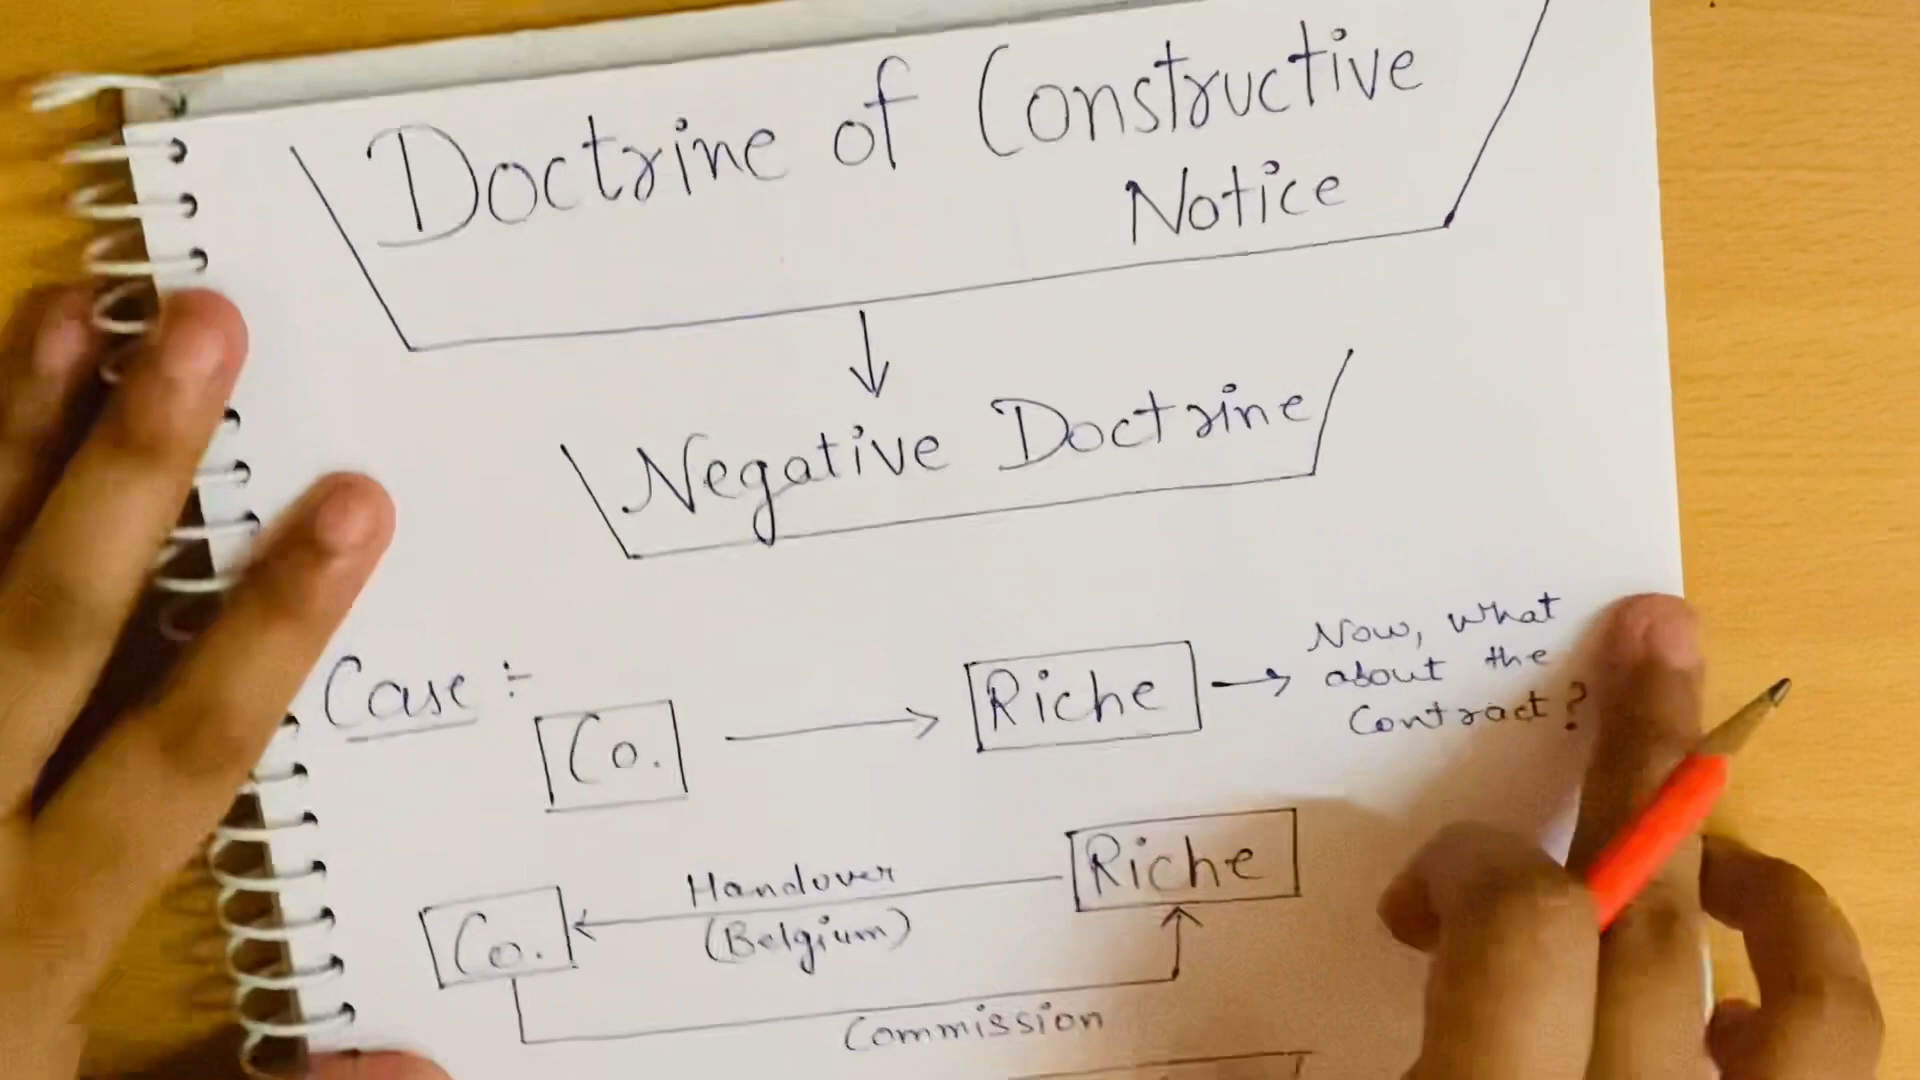 Doctrine of Constructive
Notice
Negative Doctrine
Case :-
Co.
Riche
Now, what
about the
Contract?
Riche
Handover
(Belgium)
Co.
Commission